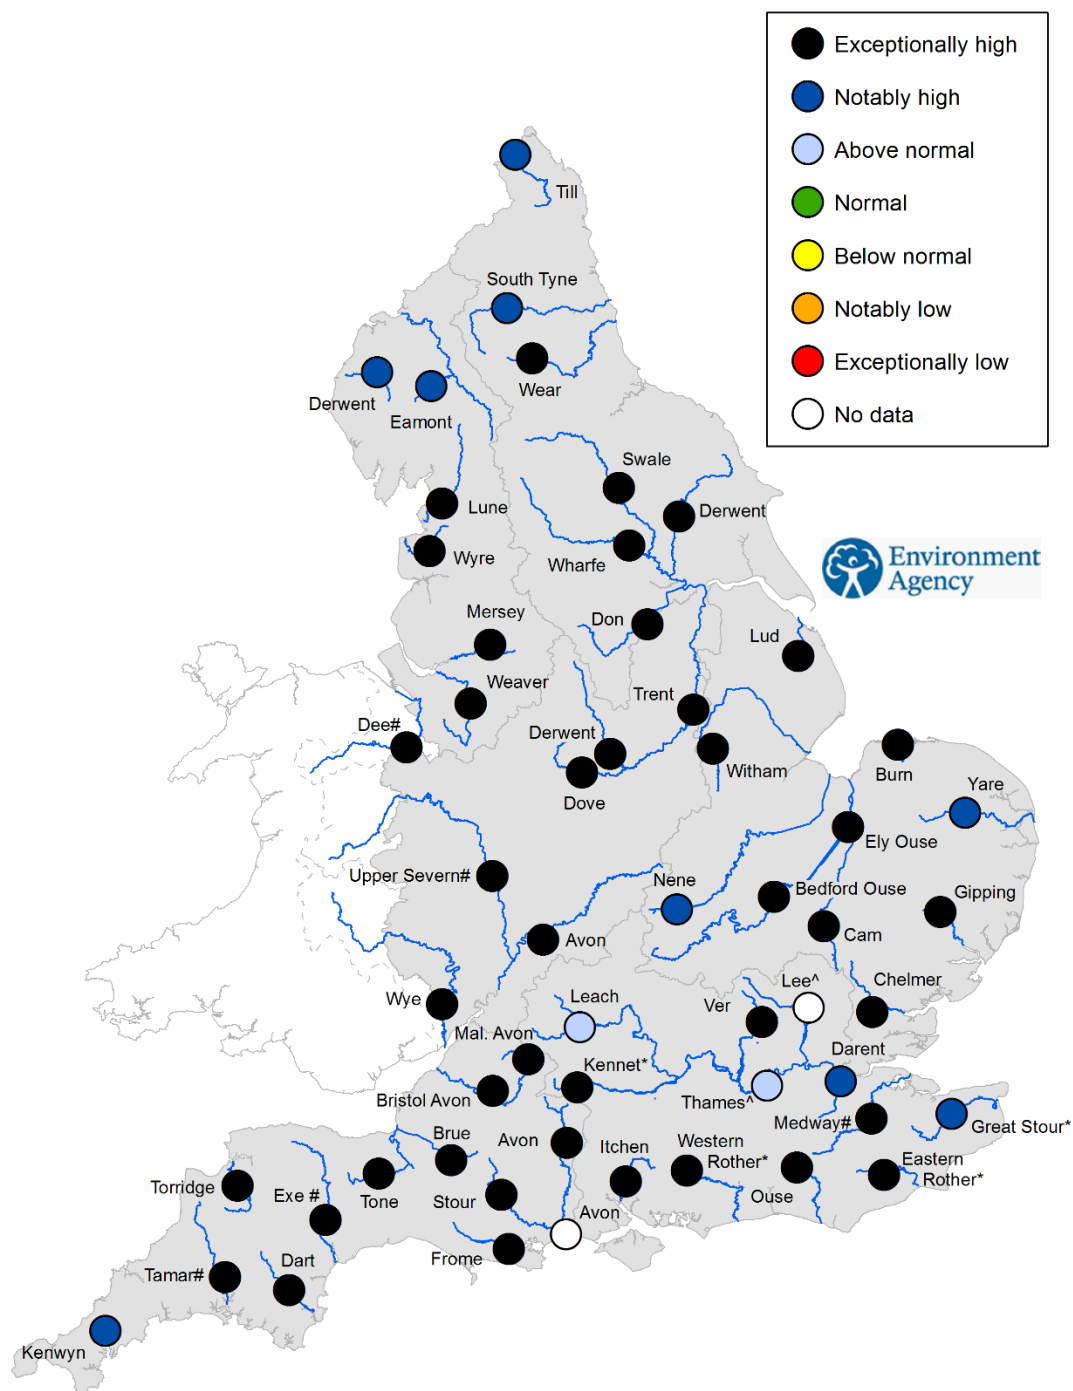 Exceptionally high
Notably high
Above normal
Normal
Below normal
Notably low
Exceptionally low
No data
Till
South Tyne
Wear
Derwent
Eamont
Swale
Lune
Derwent
Wyre
Wharfe
Environment
Agency
Mersey
Don
Lud
Weaver
Trent
Dee#
Derwent
Witham
Burn
Dove
Yare
Ely Ouse
Upper Severn#
Nene
Bedford Ouse
Gipping
Avon
Cam
Wye
Leach
Ver
Lee^
Chelmer
Mal. Avon
Kennet*
Darent
Bristol Avon
Thames^
Medway#
Great Stour*
Brue
Avon
Itchen
Western
Rother*
Eastern
Rother*
Torridge
Exe #
Tone
Stour
Ouse
Avon
Frome
Tamar#
Dart
Kenwyn